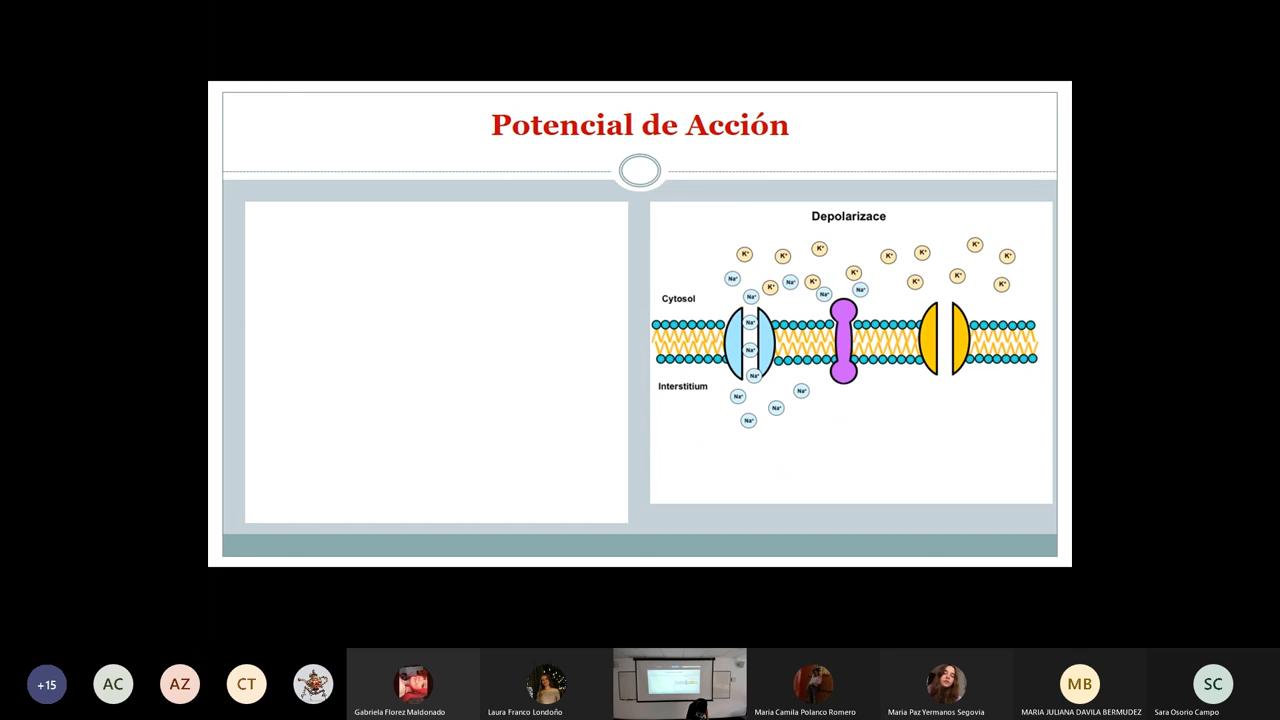 Potencial de Acción
Depolarizace
K⁺ K⁺ K⁺ K⁺ K⁺ K⁺ K⁺
Na⁺ K⁺ Na⁺ K⁺ K⁺ K⁺ K⁺ K⁺
Cytosol Na⁺ Na⁺ Na⁺
Na⁺
Na⁺
Interstitium Na⁺
Na⁺ Na⁺ Na⁺
Na⁺
+15 AC AZ CT MB SC
Gabriela Florez Maldonado Laura Franco Londoño Maria Camila Polanco Romero Maria Paz Yermanos Segovia MARIA JULIANA DAVILA BERMUDEZ Sara Osorio Campo